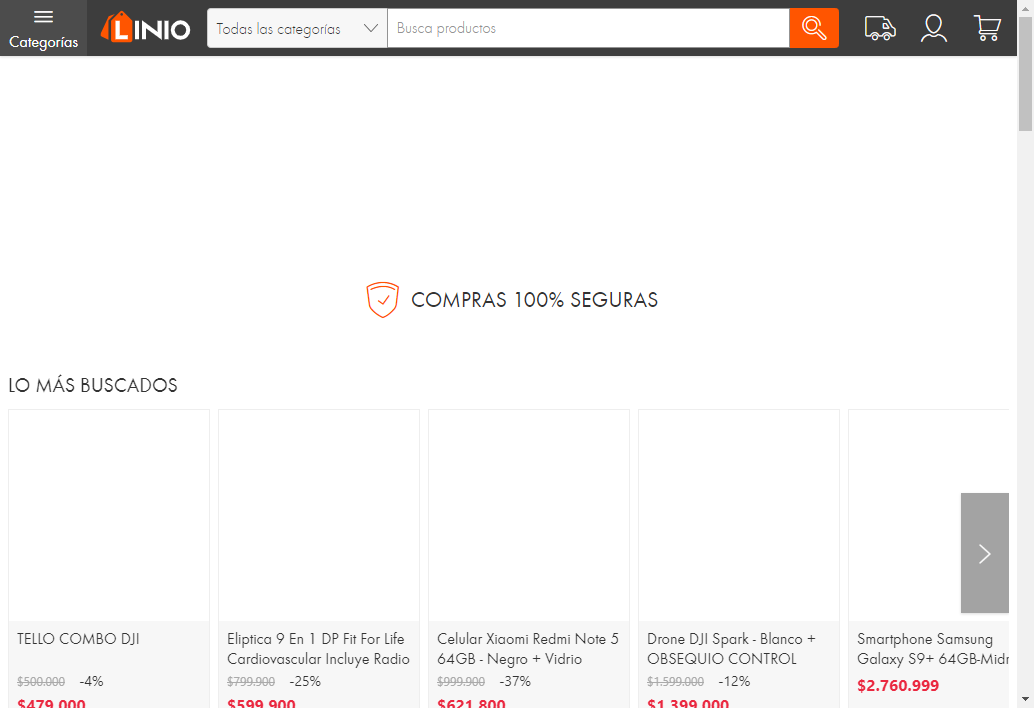 Categorías
LINIO
Todas las categorías
Busca productos
COMPRAS 100% SEGURAS
LO MÁS BUSCADOS
TELLO COMBO DJI
$500.000 -4%
$479.000
Eliptica 9 En 1 DP Fit For Life
Cardiovascular Incluye Radio
$799.900 -25%
$599.900
Celular Xiaomi Redmi Note 5
64GB - Negro + Vidrio
$999.900 -37%
$621.800
Drone DJI Spark - Blanco +
OBSEQUIO CONTROL
$1.599.000 -12%
$1.399.000
Smartphone Samsung
Galaxy S9+ 64GB-Midn
$2.760.999